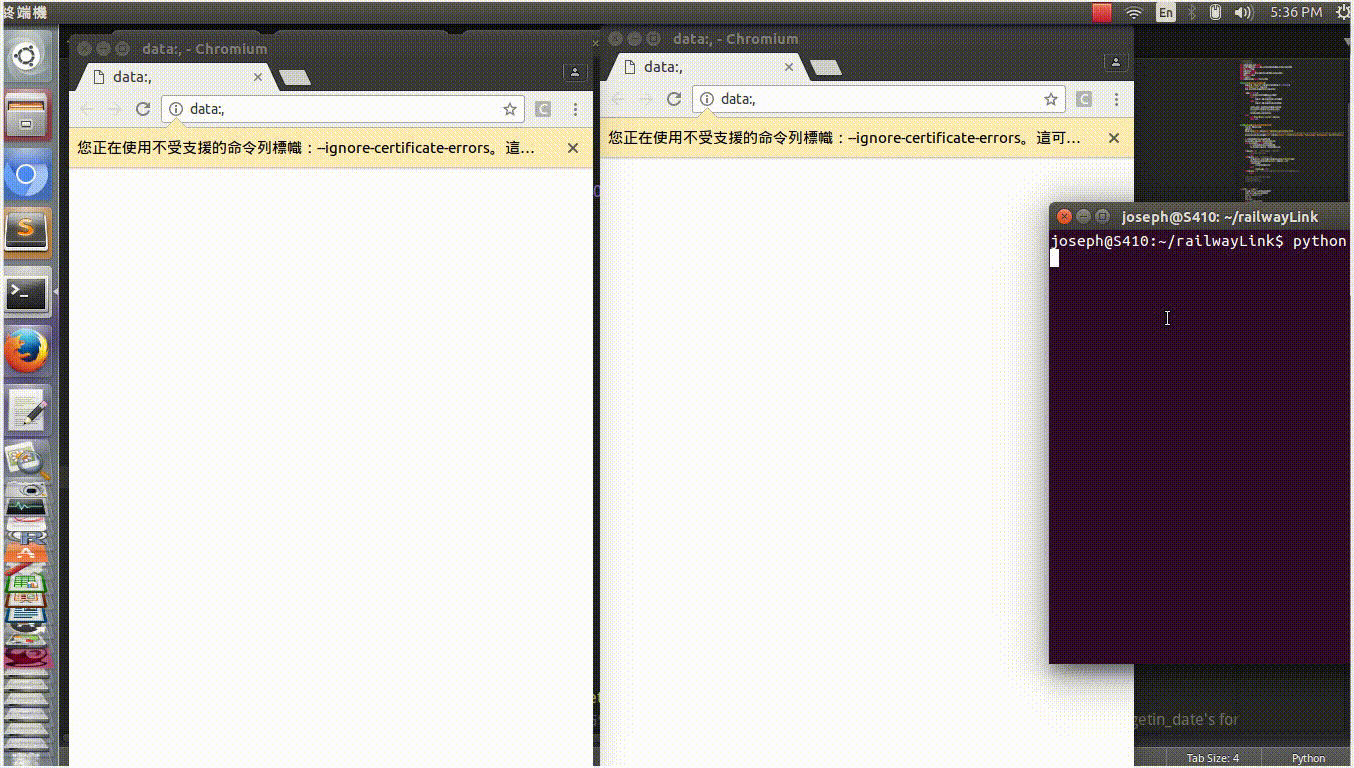 終端機
En
5:36 PM
data:, - Chromium
data:,
data:,
您正在使用不受支援的命令列標幟：--ignore-certificate-errors。這...
data:, - Chromium
data:,
data:,
您正在使用不受支援的命令列標幟：--ignore-certificate-errors。這可...
joseph@S410: ~/railwayLink
joseph@S410:~/railwayLink$ python
getin_date's for
Tab Size: 4
Python